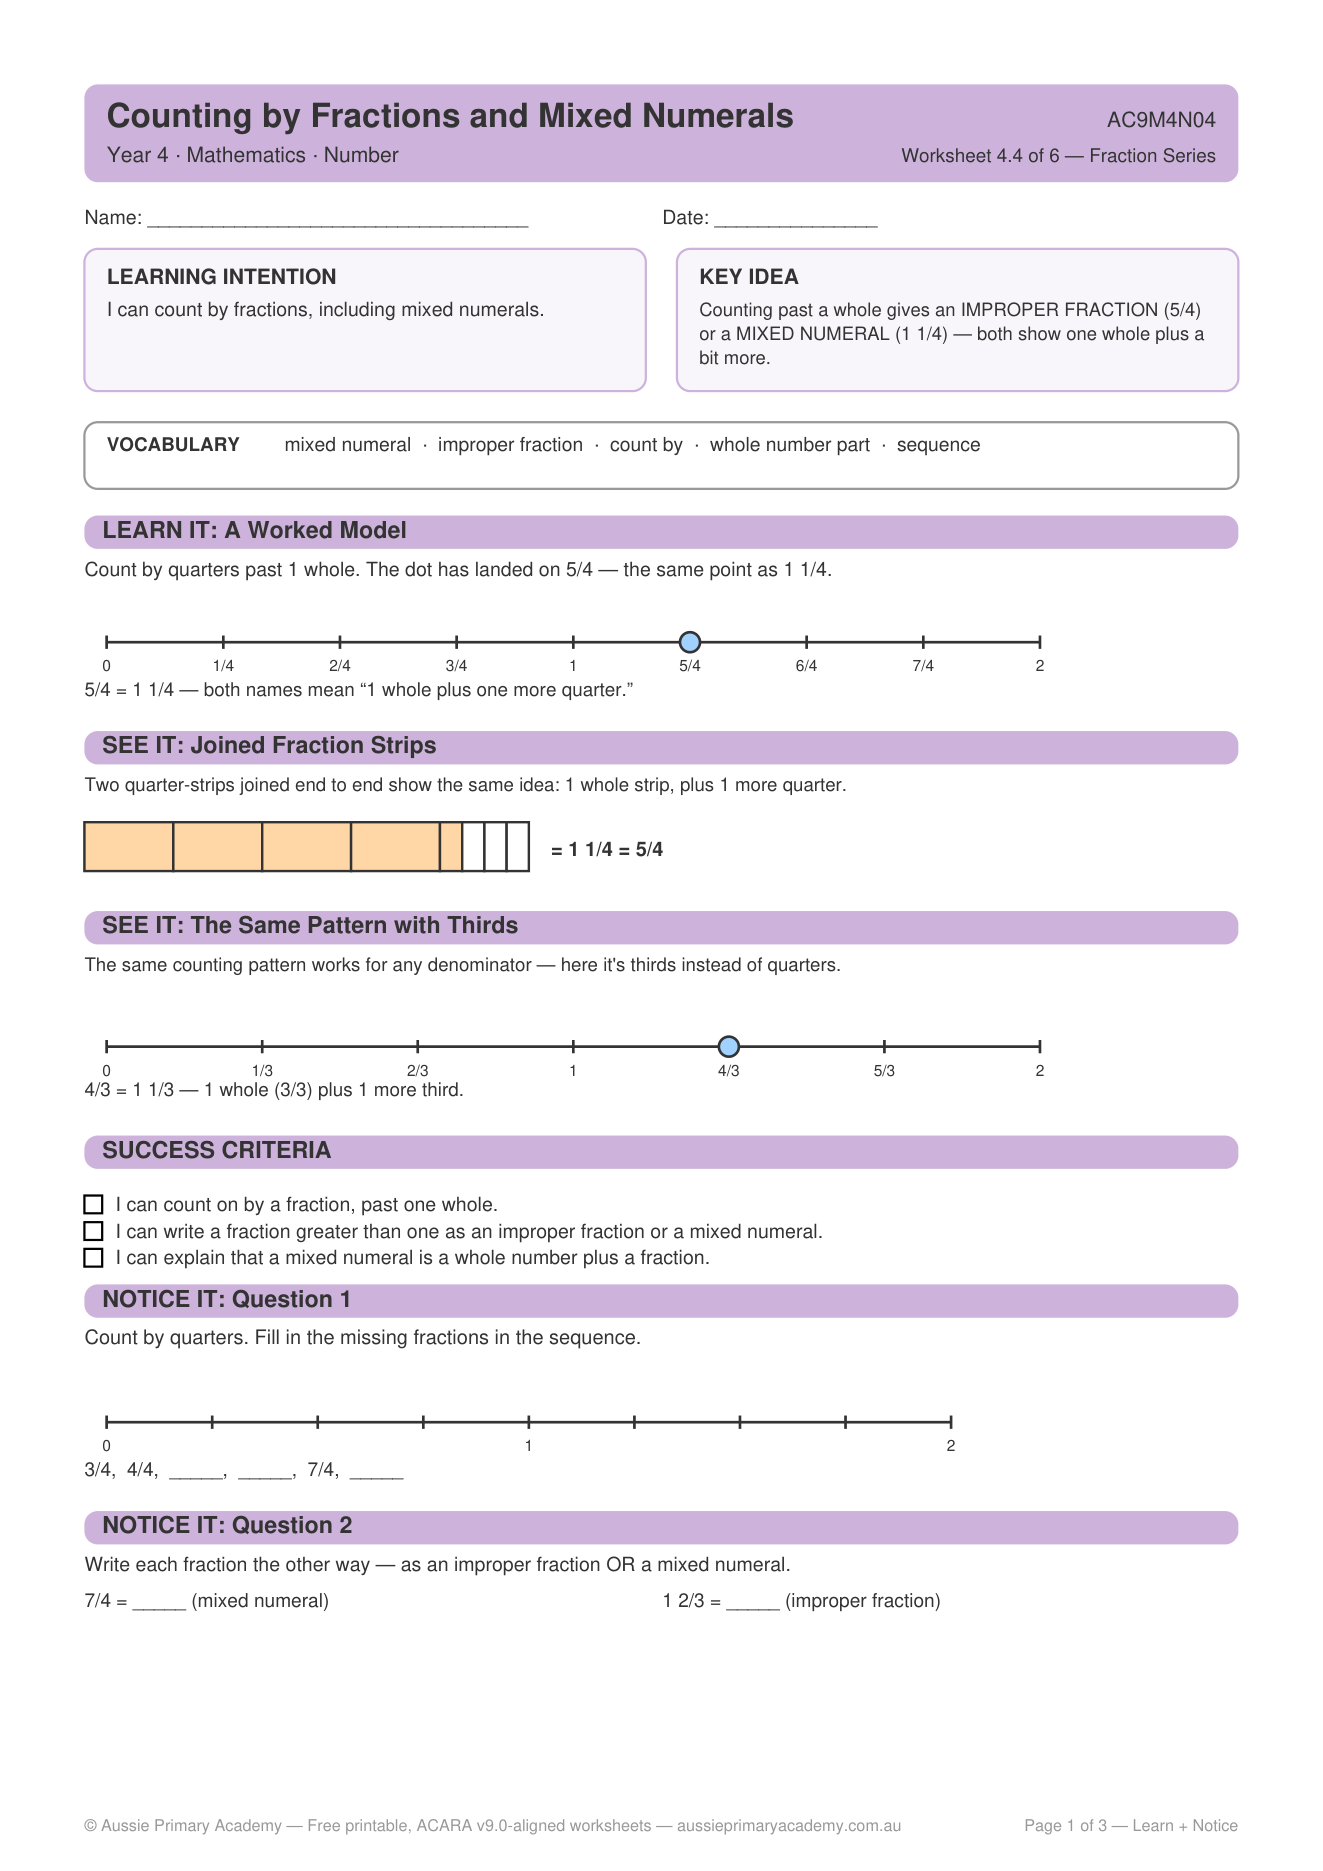 Counting by Fractions and Mixed Numerals
AC9M4N04
Year 4 · Mathematics · Number
Worksheet 4.4 of 6 — Fraction Series
Name: ___________________________________
Date: _______________
LEARNING INTENTION
I can count by fractions, including mixed numerals.
KEY IDEA
Counting past a whole gives an IMPROPER FRACTION (5/4)
or a MIXED NUMERAL (1 1/4) — both show one whole plus a
bit more.
VOCABULARY mixed numeral · improper fraction · count by · whole number part · sequence
LEARN IT: A Worked Model
Count by quarters past 1 whole. The dot has landed on 5/4 — the same point as 1 1/4.
0 1/4 2/4 3/4 1 5/4 6/4 7/4 2
5/4 = 1 1/4 — both names mean “1 whole plus one more quarter.”
SEE IT: Joined Fraction Strips
Two quarter-strips joined end to end show the same idea: 1 whole strip, plus 1 more quarter.
= 1 1/4 = 5/4
SEE IT: The Same Pattern with Thirds
The same counting pattern works for any denominator — here it's thirds instead of quarters.
0 1/3 2/3 1 4/3 5/3 2
4/3 = 1 1/3 — 1 whole (3/3) plus 1 more third.
SUCCESS CRITERIA
I can count on by a fraction, past one whole.
I can write a fraction greater than one as an improper fraction or a mixed numeral.
I can explain that a mixed numeral is a whole number plus a fraction.
NOTICE IT: Question 1
Count by quarters. Fill in the missing fractions in the sequence.
0 1 2
3/4, 4/4, _____, _____, 7/4, _____
NOTICE IT: Question 2
Write each fraction the other way — as an improper fraction OR a mixed numeral.
7/4 = _____ (mixed numeral)
1 2/3 = _____ (improper fraction)
© Aussie Primary Academy — Free printable, ACARA v9.0-aligned worksheets — aussieprimaryacademy.com.au
Page 1 of 3 — Learn + Notice